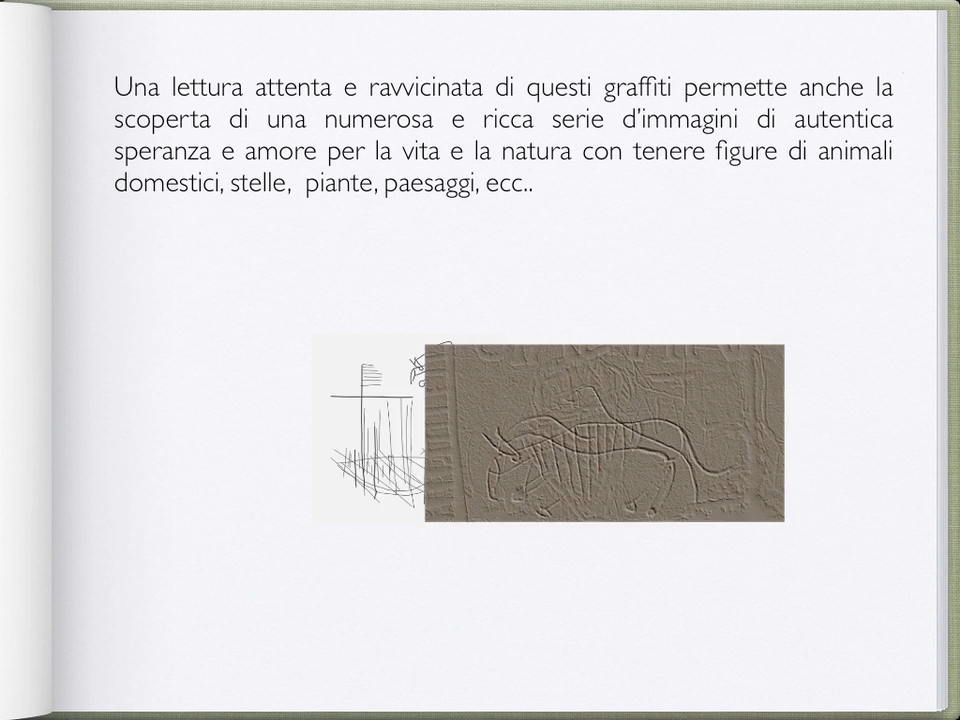 Una lettura attenta e ravvicinata di questi graffiti permette anche la
scoperta di una numerosa e ricca serie d’immagini di autentica
speranza e amore per la vita e la natura con tenere figure di animali
domestici, stelle,  piante, paesaggi, ecc..